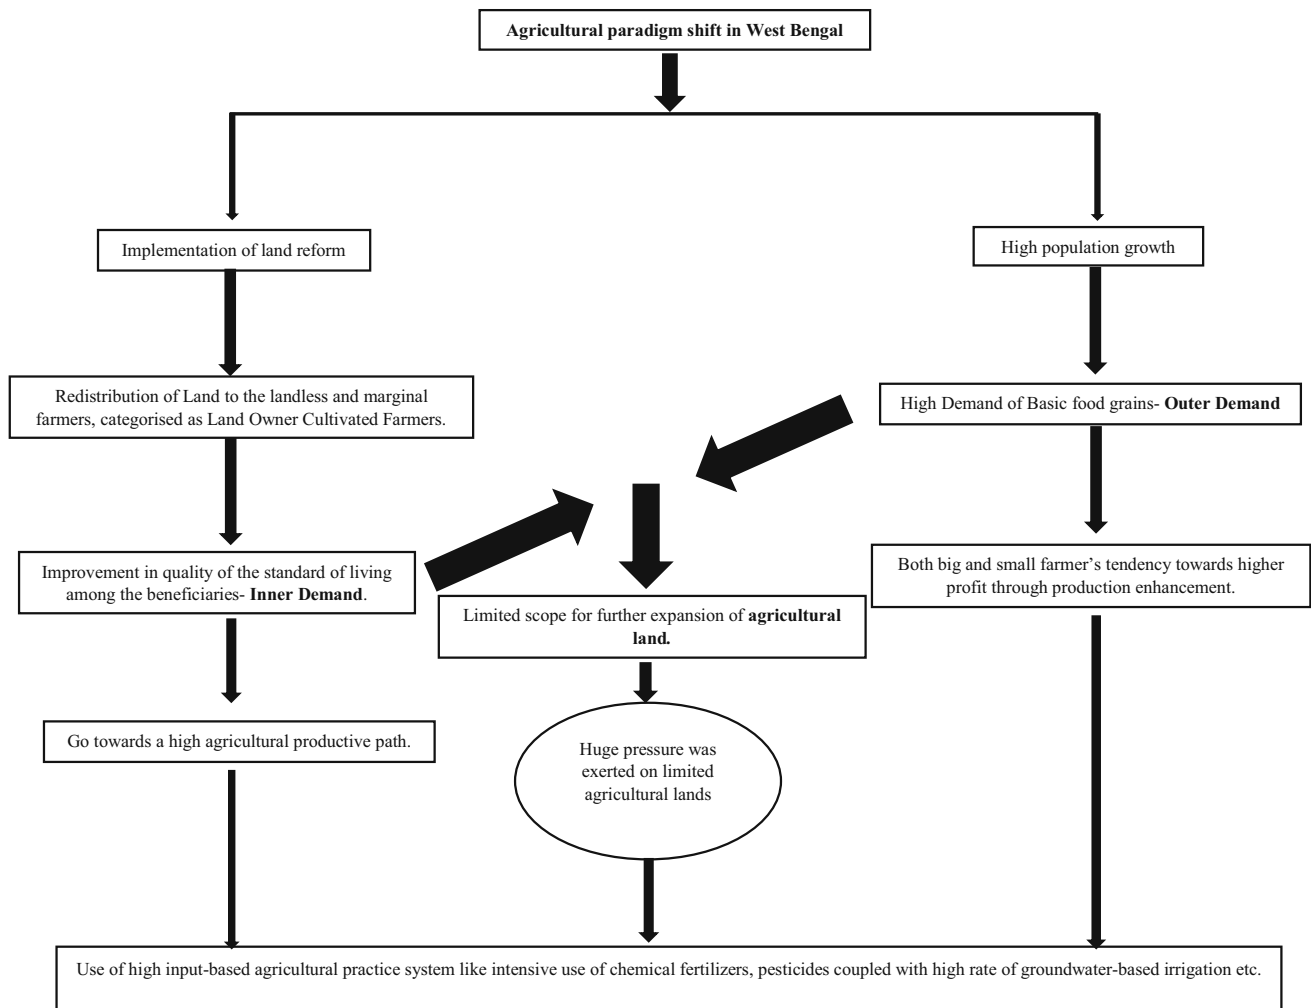 Agricultural paradigm shift in West Bengal
Implementation of land reform
High population growth
Redistribution of Land to the landless and marginal
farmers, categorised as Land Owner Cultivated Farmers.
High Demand of Basic food grains- Outer Demand
Improvement in quality of the standard of living
among the beneficiaries- Inner Demand.
Both big and small farmer’s tendency towards higher
profit through production enhancement.
Limited scope for further expansion of agricultural
land.
Go towards a high agricultural productive path.
Huge pressure was
exerted on limited
agricultural lands
Use of high input-based agricultural practice system like intensive use of chemical fertilizers, pesticides coupled with high rate of groundwater-based irrigation etc.